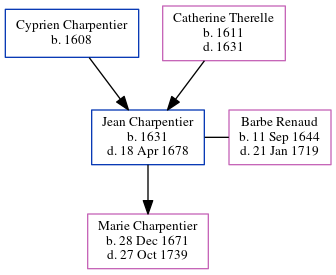 Cyprien Charpentier
b. 1608
Catherine Therelle
b. 1611
d. 1631
Jean Charpentier
b. 1631
d. 18 Apr 1678
Barbe Renaud
b. 11 Sep 1644
d. 21 Jan 1719
Marie Charpentier
b. 28 Dec 1671
d. 27 Oct 1739